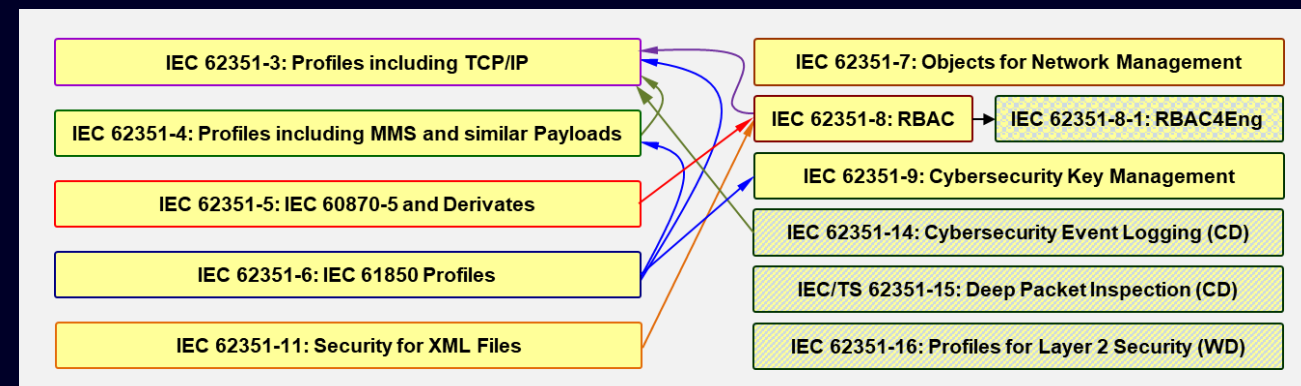 IEC 62351-3: Profiles including TCP/IP
IEC 62351-4: Profiles including MMS and similar Payloads
IEC 62351-5: IEC 60870-5 and Derivates
IEC 62351-6: IEC 61850 Profiles
IEC 62351-11: Security for XML Files
IEC 62351-7: Objects for Network Management
IEC 62351-8: RBAC
IEC 62351-8-1: RBAC4Eng
IEC 62351-9: Cybersecurity Key Management
IEC 62351-14: Cybersecurity Event Logging (CD)
IEC/TS 62351-15: Deep Packet Inspection (CD)
IEC 62351-16: Profiles for Layer 2 Security (WD)